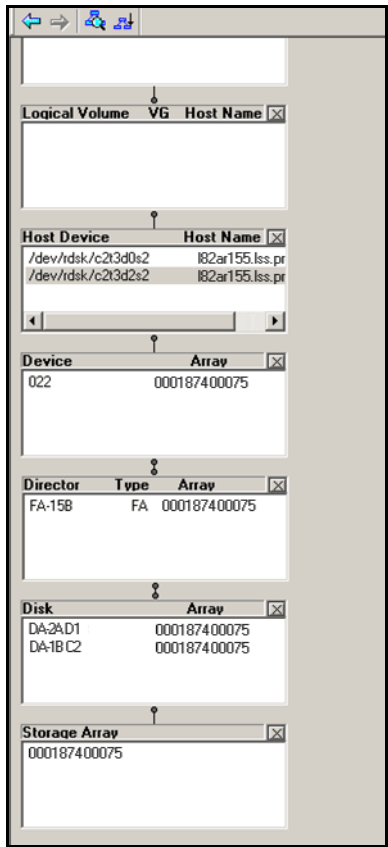 Logical Volume VG Host Name
Host Device Host Name
/dev/rdsk/c2t3d0s2 l82ar155.lss.pr
/dev/rdsk/c2t3d2s2 l82ar155.lss.pr
Device Array
022 000187400075
Director Type Array
FA-15B FA 000187400075
Disk Array
DA-2AD1 000187400075
DA-1BC2 000187400075
Storage Array
000187400075